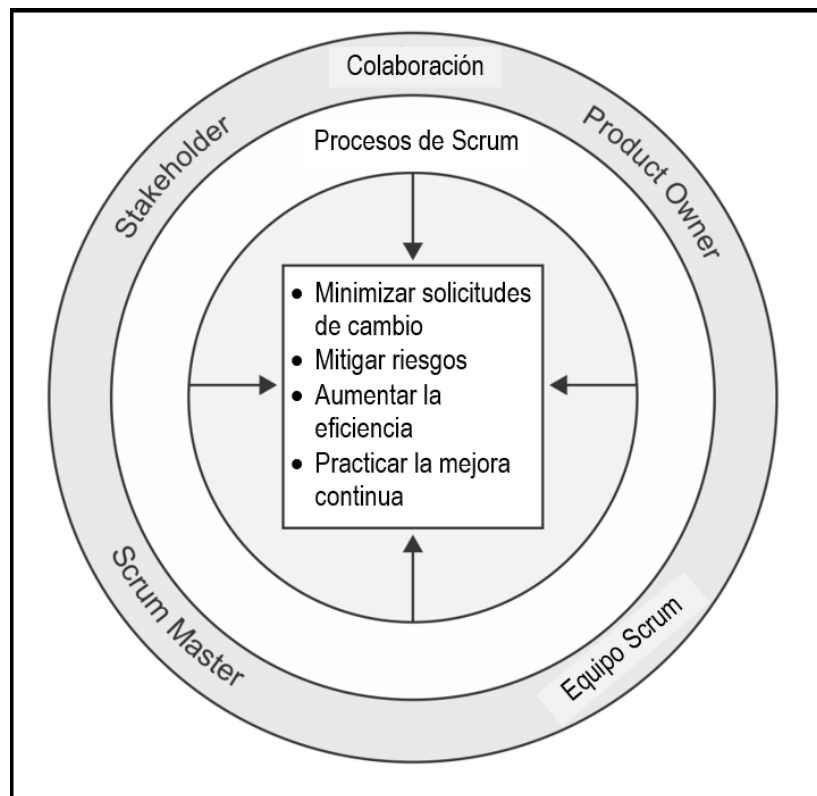 Colaboración
Stakeholder
Product Owner
Procesos de Scrum
• Minimizar solicitudes
de cambio
• Mitigar riesgos
• Aumentar la
eficiencia
• Practicar la mejora
continua
Scrum Master
Equipo Scrum